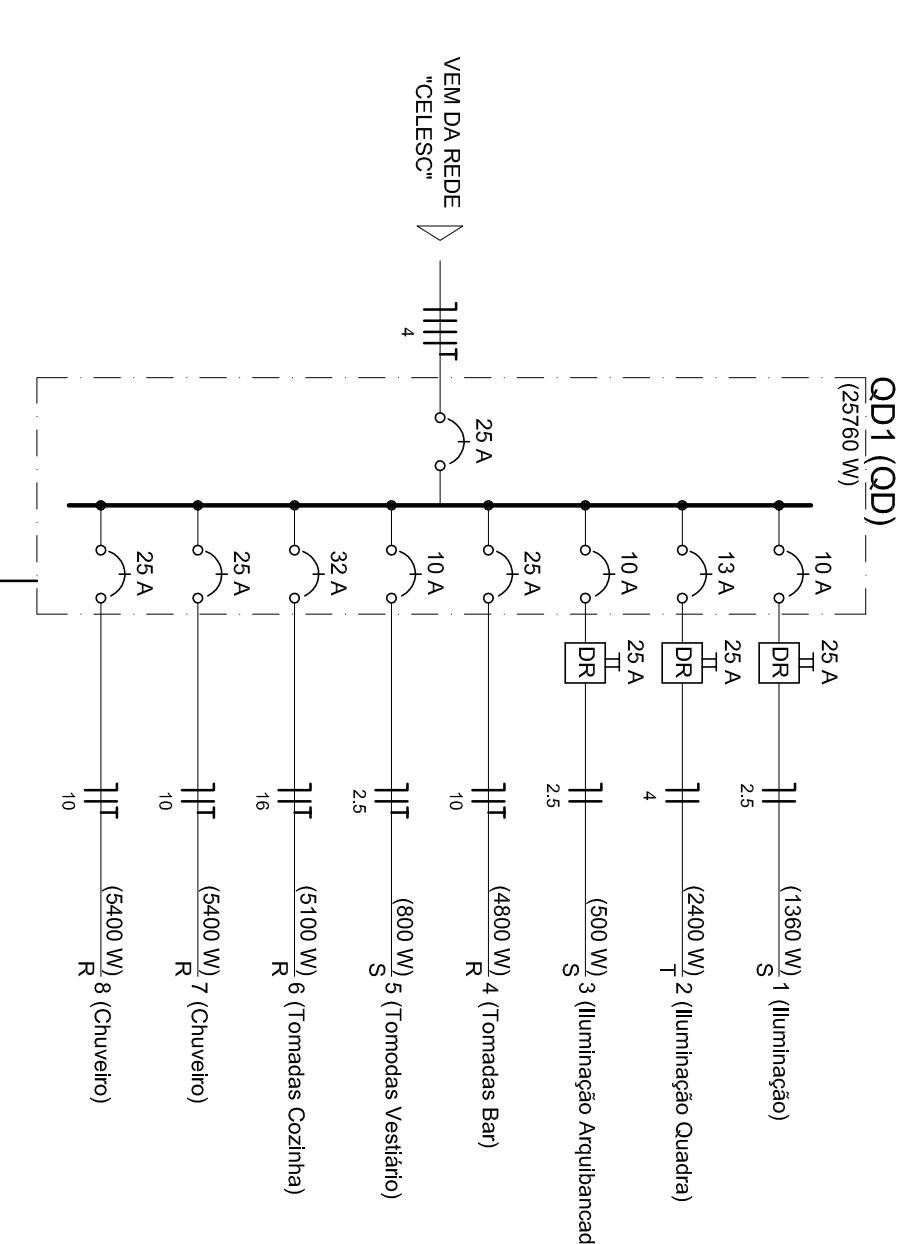 QD1 (QD)
(25760 W)
VEM DA REDE
"CELESC"
4
25 A
10 A
25 A
DR
2.5
(1360 W)
S
1 (Iluminação)
13 A
25 A
DR
4
(2400 W)
T
2 (Iluminação Quadra)
10 A
25 A
DR
2.5
(500 W)
S
3 (Iluminação Arquibancad
25 A
10
(4800 W)
R
4 (Tomadas Bar)
10 A
2.5
(800 W)
S
5 (Tomodas Vestiário)
32 A
16
(5100 W)
R
6 (Tomadas Cozinha)
25 A
10
(5400 W)
R
7 (Chuveiro)
25 A
10
(5400 W)
R
8 (Chuveiro)